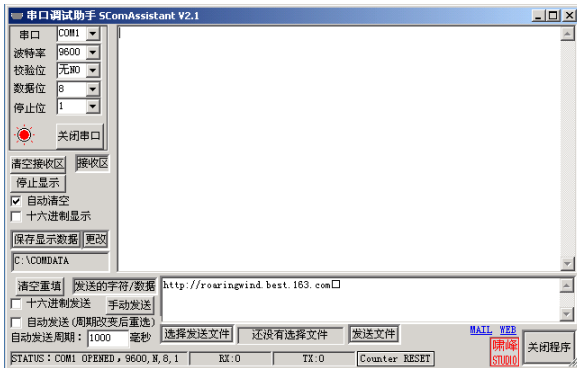 串口调试助手 SComAssistant V2.1
串口 COM1
波特率 9600
校验位 无NO
数据位 8
停止位 1
关闭串口
清空接收区 接收区
停止显示
自动清空
十六进制显示
保存显示数据 更改
C:\COMDATA
清空重填 发送的字符/数据 http://roaringwind.best.163.com
十六进制发送 手动发送
自动发送(周期改变后重选)
自动发送周期: 1000 毫秒 选择发送文件 还没有选择文件 发送文件 MAIL WEB
啸峰 STUDIO 关闭程序
STATUS:COM1 OPENED,9600,N,8,1 RX:0 TX:0 Counter RESET